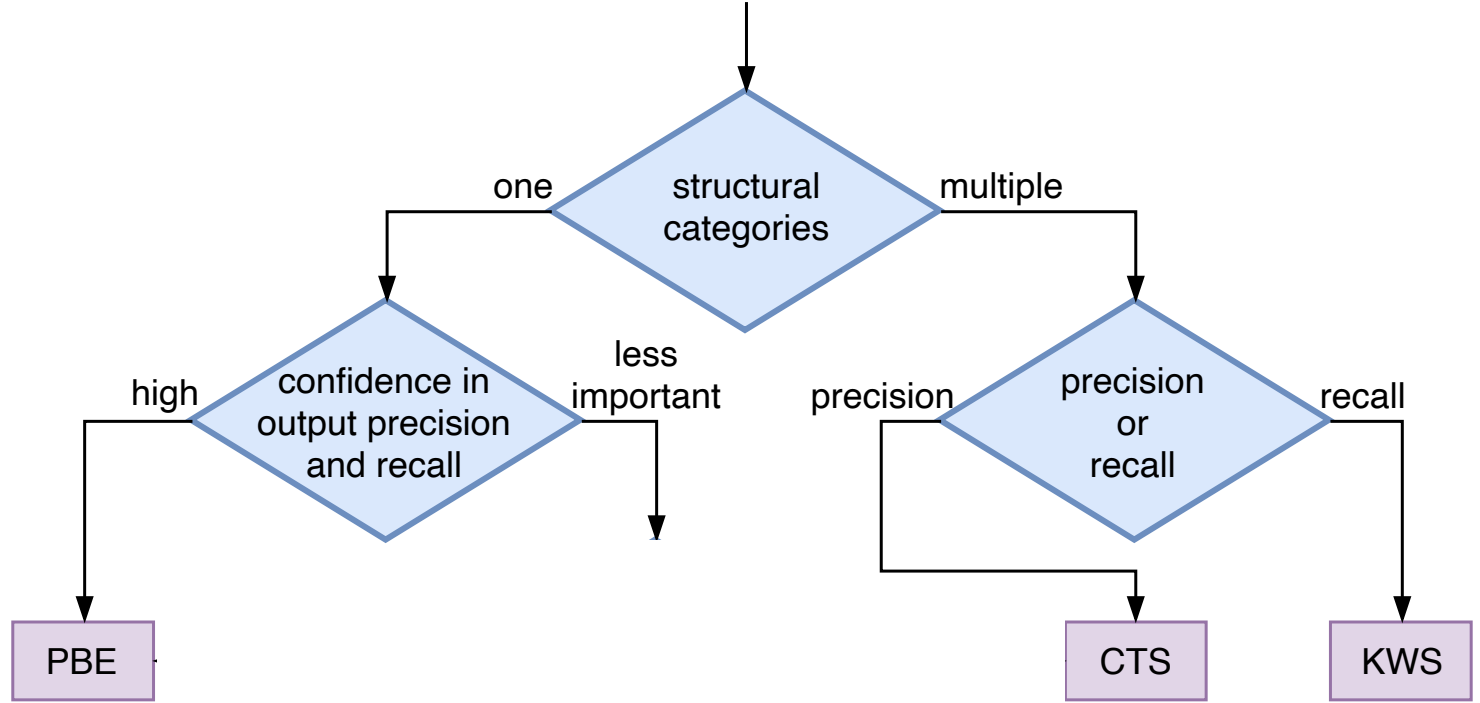 one
structural
categories
multiple
high
confidence in
output precision
and recall
less
important
precision
precision
or
recall
recall
PBE
CTS
KWS